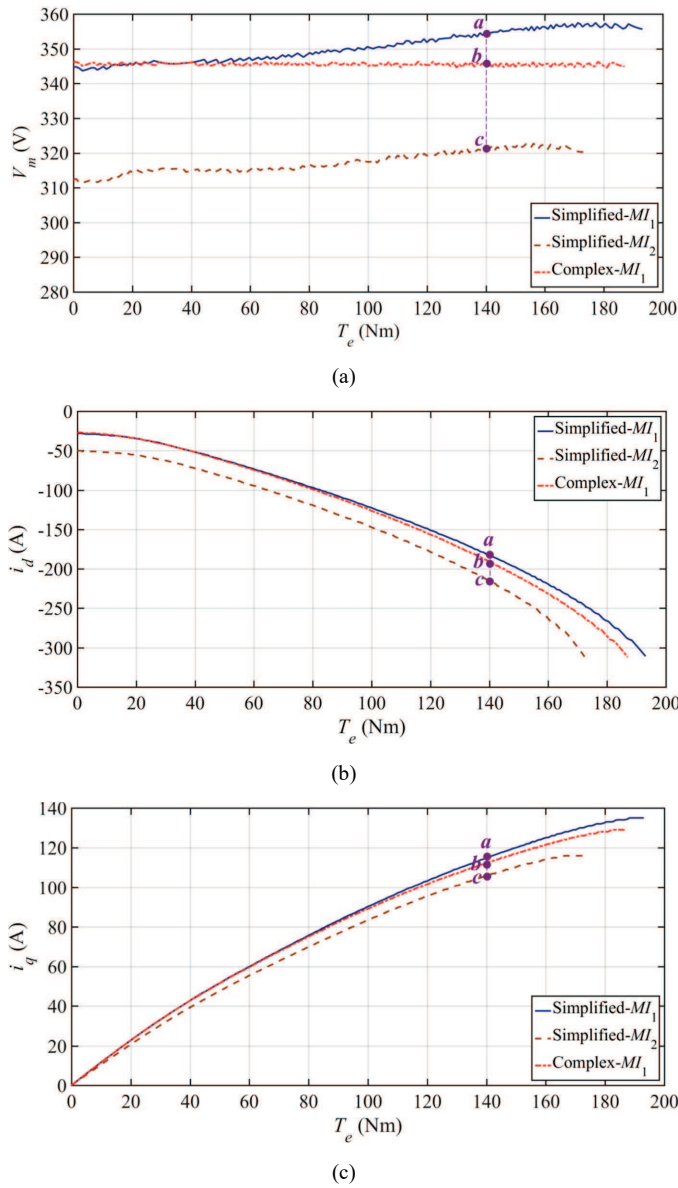 360
350
340
330
320
310
300
290
280
V_m (V)
a
b
c
Simplified-MI_1
Simplified-MI_2
Complex-MI_1
0 20 40 60 80 100 120 140 160 180 200
T_e (Nm)
(a)
0
-50
-100
-150
-200
-250
-300
-350
i_d (A)
Simplified-MI_1
Simplified-MI_2
Complex-MI_1
a
b
c
0 20 40 60 80 100 120 140 160 180 200
T_e (Nm)
(b)
140
120
100
80
60
40
20
0
i_q (A)
a
b
c
Simplified-MI_1
Simplified-MI_2
Complex-MI_1
0 20 40 60 80 100 120 140 160 180 200
T_e (Nm)
(c)